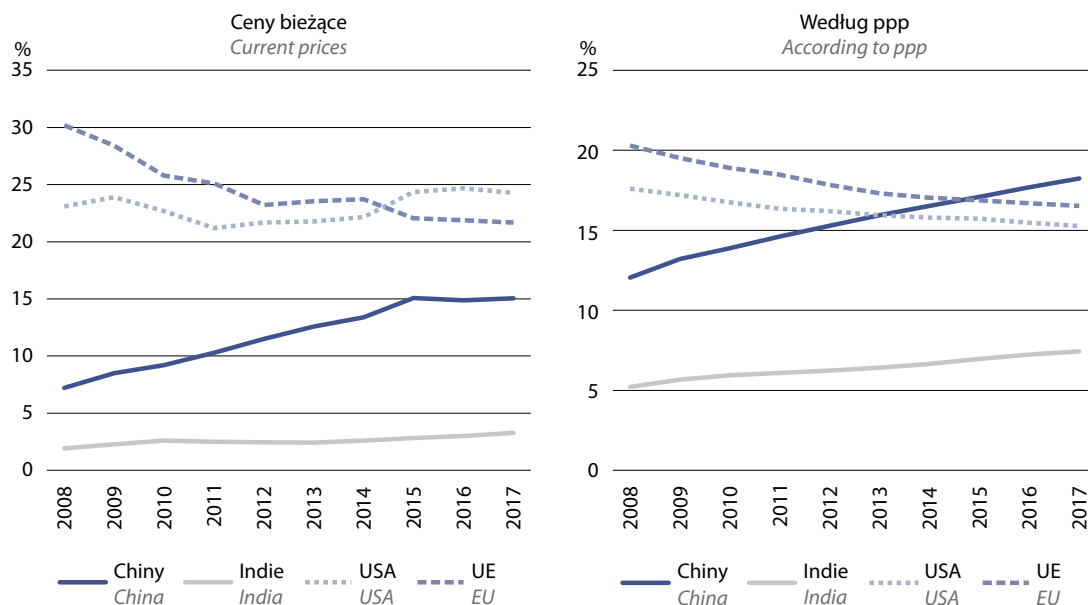 Ceny bieżące
Current prices
%
35
30
25
20
15
10
5
0
2008
2009
2010
2011
2012
2013
2014
2015
2016
2017
Chiny
China
Indie
India
USA
USA
UE
EU
Według ppp
According to ppp
%
25
20
15
10
5
0
2008
2009
2010
2011
2012
2013
2014
2015
2016
2017
Chiny
China
Indie
India
USA
USA
UE
EU